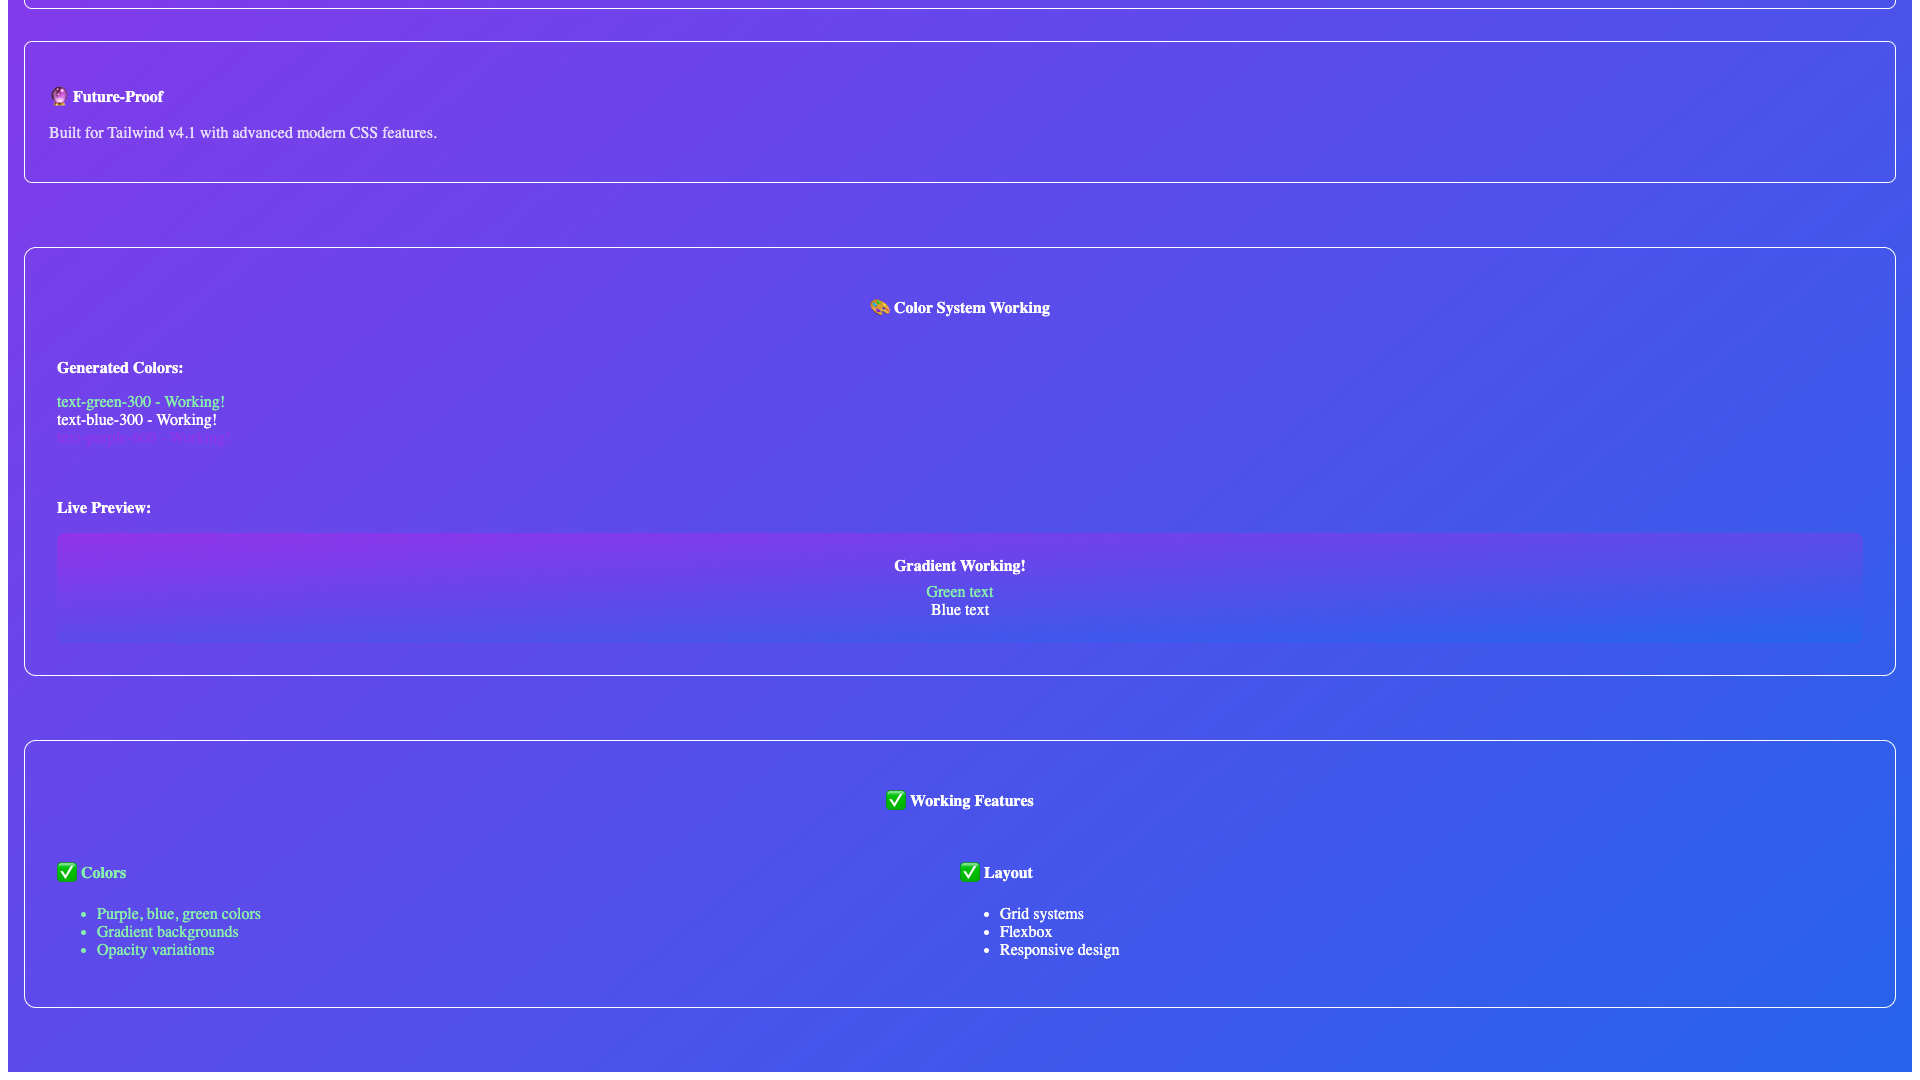 🔮 Future-Proof
Built for Tailwind v4.1 with advanced modern CSS features.
🎨 Color System Working
Generated Colors:
text-green-300 - Working!
text-blue-300 - Working!
Live Preview:
Gradient Working!
Green text
Blue text
✅ Working Features
✅ Colors
• Purple, blue, green colors
• Gradient backgrounds
• Opacity variations
✅ Layout
• Grid systems
• Flexbox
• Responsive design